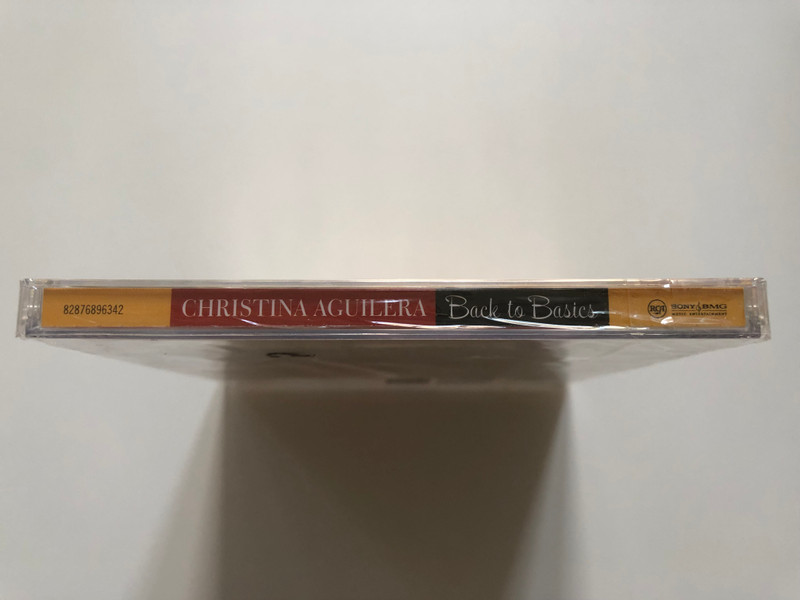 82876896342
CHRISTINA AGUILERA
Back to Basics
RCA
SONY BMG
MUSIC ENTERTAINMENT